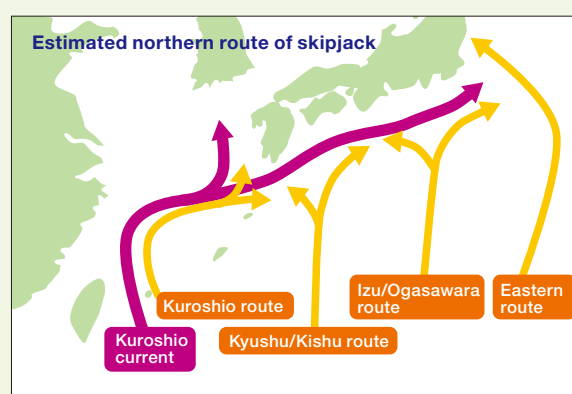 Estimated northern route of skipjack
Kuroshio route
Izu/Ogasawara
route
Eastern
route
Kuroshio
current
Kyushu/Kishu route